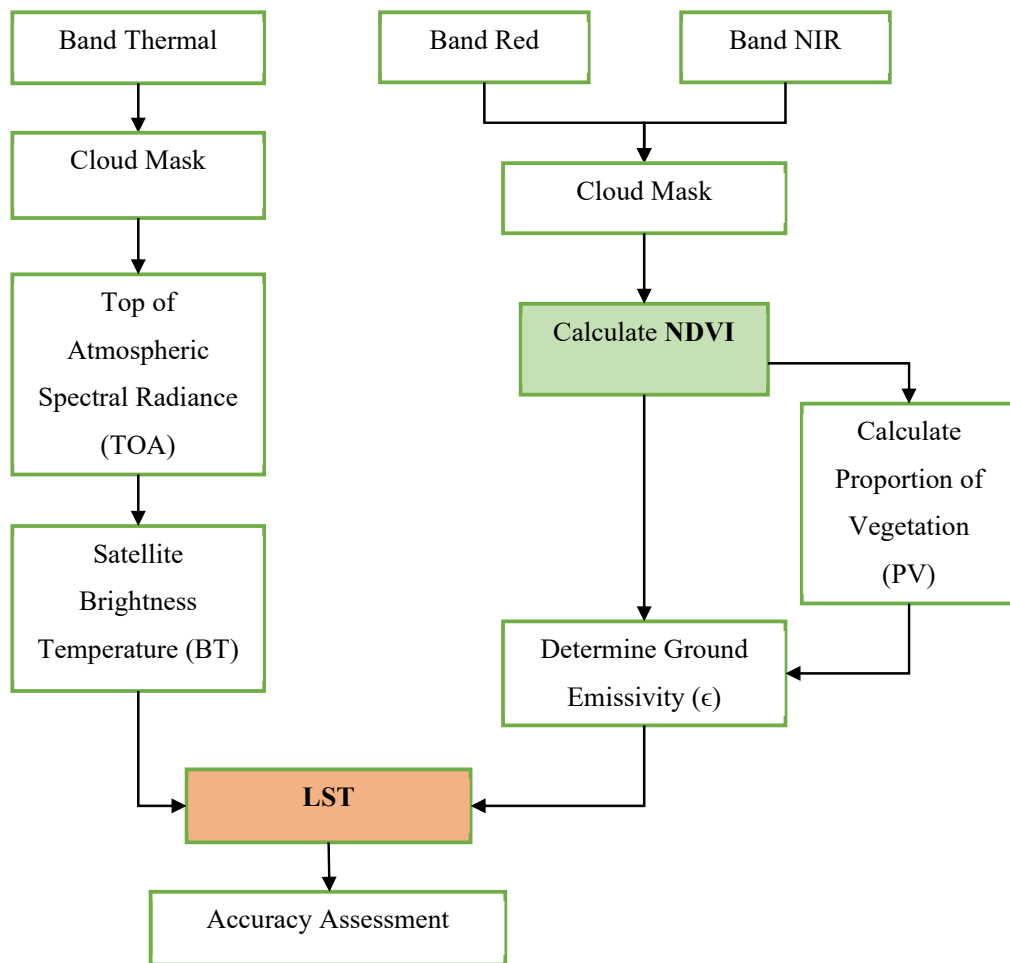 Band Thermal
Band Red
Band NIR
Cloud Mask
Cloud Mask
Top of
Atmospheric
Spectral Radiance
(TOA)
Calculate NDVI
Calculate
Proportion of
Vegetation
(PV)
Satellite
Brightness
Temperature (BT)
Determine Ground
Emissivity (ϵ)
LST
Accuracy Assessment